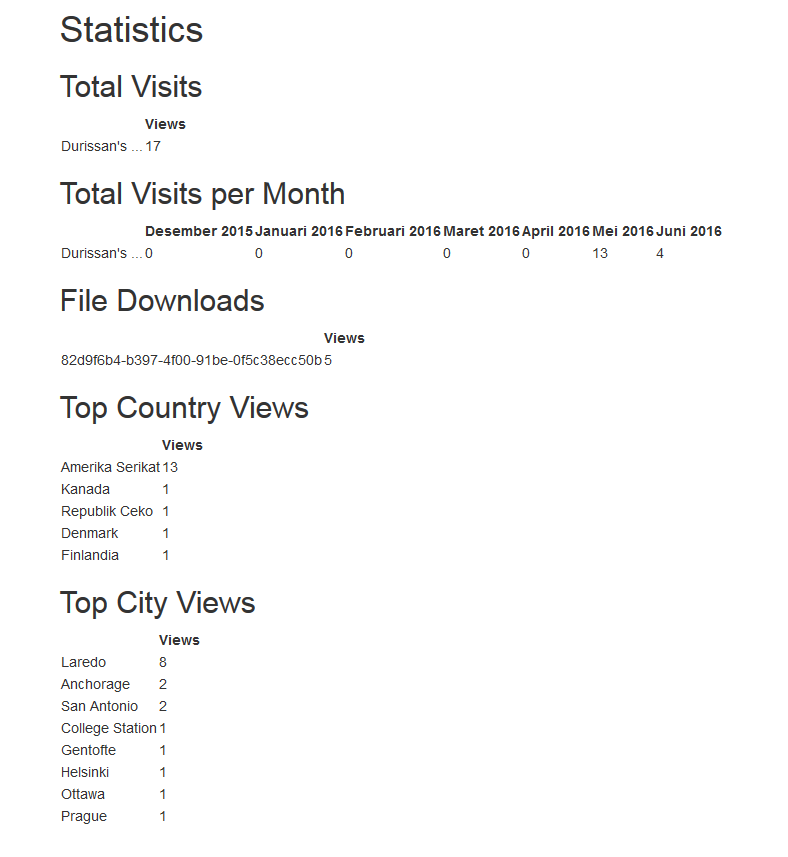 Statistics
Total Visits
Views
Durissan's ... 17
Total Visits per Month
Desember 2015 Januari 2016 Februari 2016 Maret 2016 April 2016 Mei 2016 Juni 2016
Durissan's ... 0 0 0 0 0 13 4
File Downloads
Views
82d9f6b4-b397-4f00-91be-0f5c38ecc50b 5
Top Country Views
Views
Amerika Serikat 13
Kanada 1
Republik Ceko 1
Denmark 1
Finlandia 1
Top City Views
Views
Laredo 8
Anchorage 2
San Antonio 2
College Station 1
Gentofte 1
Helsinki 1
Ottawa 1
Prague 1